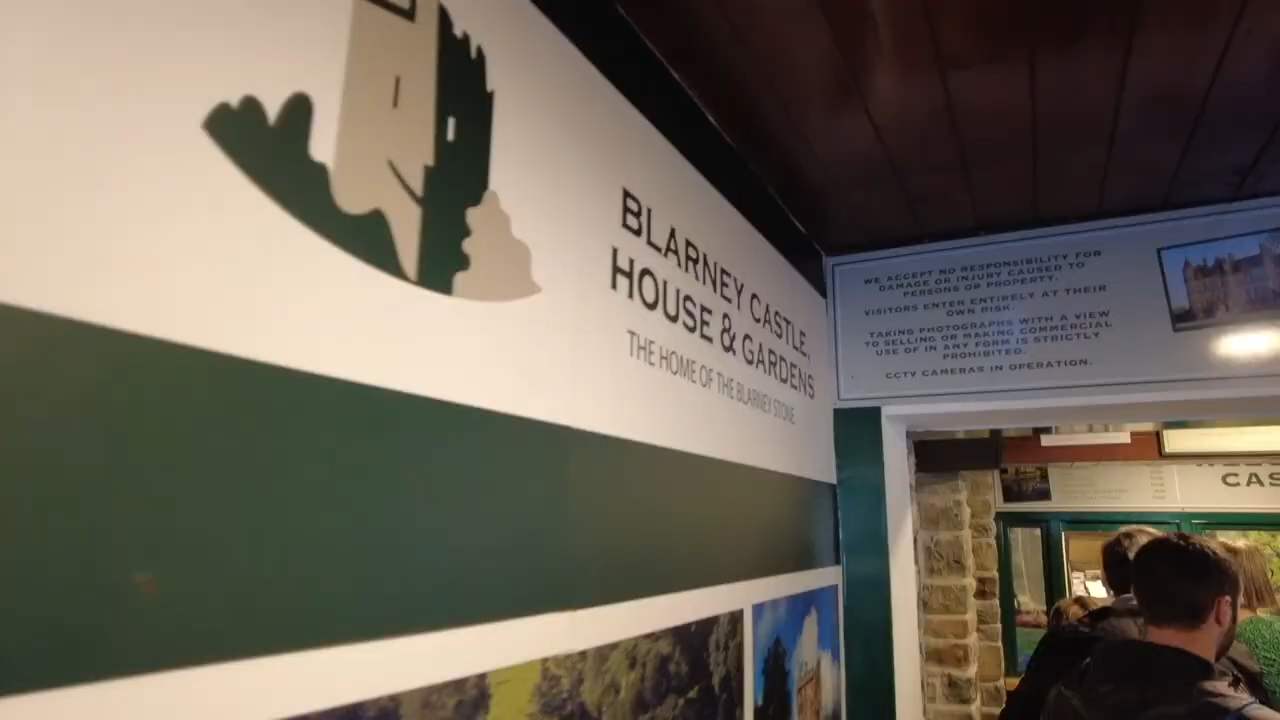 BLARNEY CASTLE,
HOUSE & GARDENS
THE HOME OF THE BLARNEY STONE
WE ACCEPT NO RESPONSIBILITY FOR
DAMAGE OR INJURY CAUSED TO
PERSONS OR PROPERTY.
VISITORS ENTER ENTIRELY AT THEIR
OWN RISK.
TAKING PHOTOGRAPHS WITH A VIEW
TO SELLING OR MAKING COMMERCIAL
USE OF IN ANY FORM IS STRICTLY
PROHIBITED.
CCTV CAMERAS IN OPERATION.
CAS